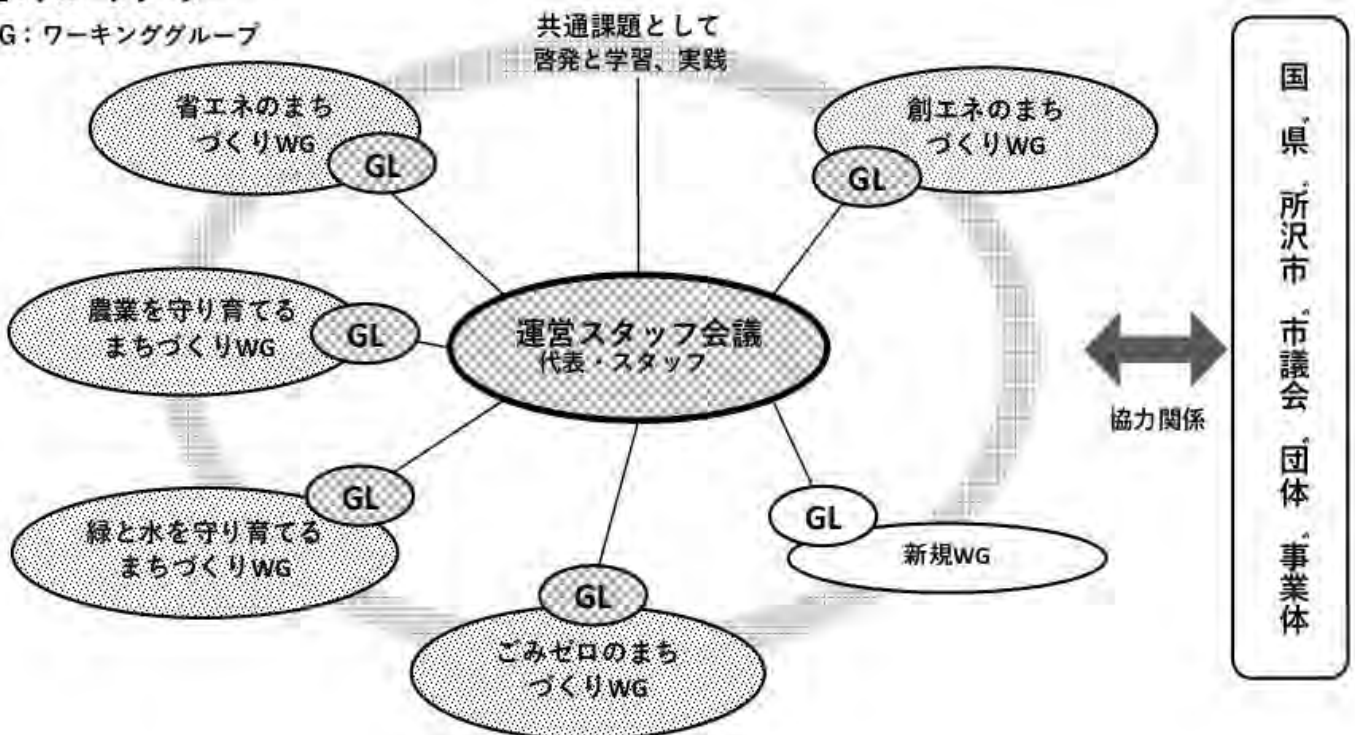 G：ワーキンググループ
共通課題として
啓発と学習、実践
省エネのまち
づくりWG
GL
創エネのまち
づくりWG
GL
農業を守り育てる
まちづくりWG
GL
運営スタッフ会議
代表・スタッフ
緑と水を守り育てる
まちづくりWG
GL
ごみゼロのまち
づくりWG
GL
新規WG
GL
協力関係
国、県、所沢市、市議会、団体、事業体